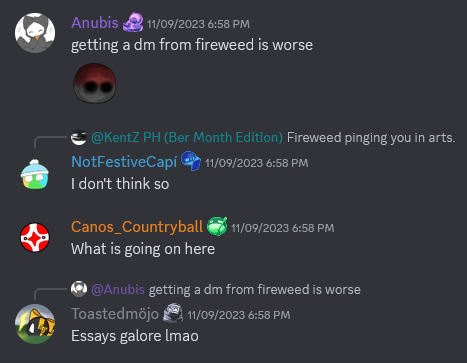 Anubis 11/09/2023 6:58 PM
getting a dm from fireweed is worse
@KentZ PH (Ber Month Edition) Fireweed pinging you in arts.
NotFestiveCapí 11/09/2023 6:58 PM
I don't think so
Canos_Countryball 11/09/2023 6:58 PM
What is going on here
@Anubis getting a dm from fireweed is worse
Toastedmöjo 11/09/2023 6:58 PM
Essays galore lmao